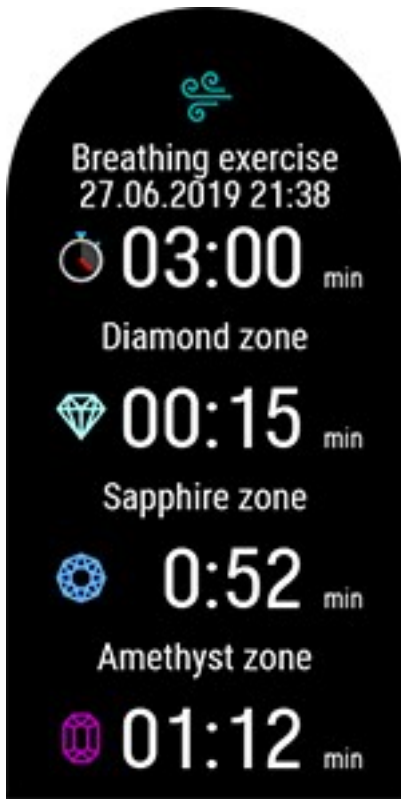 Breathing exercise
27.06.2019 21:38
03:00 min
Diamond zone
00:15 min
Sapphire zone
0:52 min
Amethyst zone
01:12 min